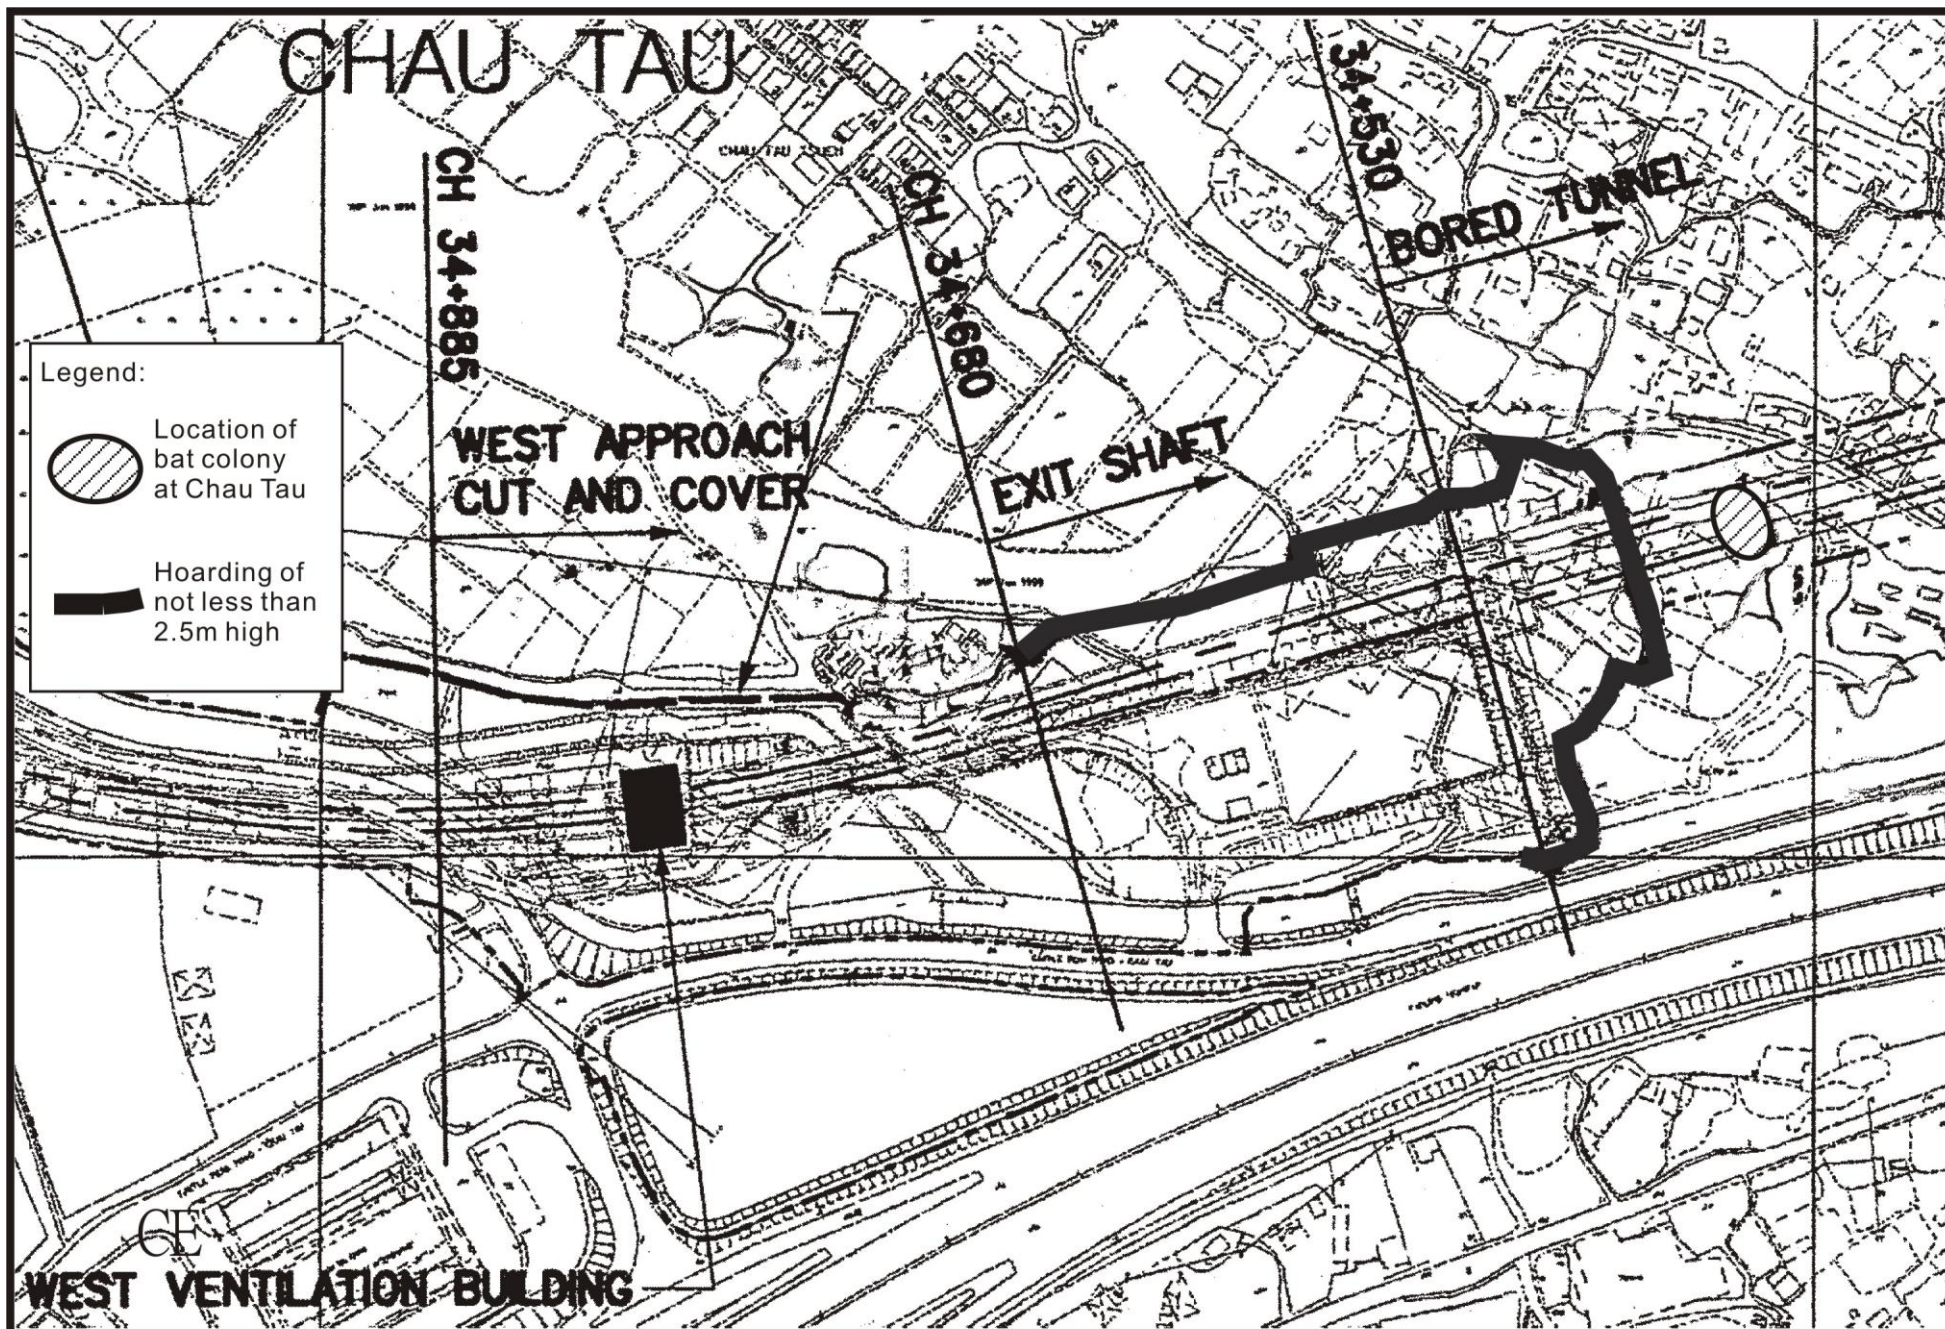 CHAU TAU
34+530
CHAU TAU TSUEN
CH 34+885
CH 34+680
BORED TUNNEL
Legend:
Location of
bat colony
at Chau Tau
Hoarding of
not less than
2.5m high
WEST APPROACH
CUT AND COVER
EXIT SHAFT
CE
WEST VENTILATION BUILDING